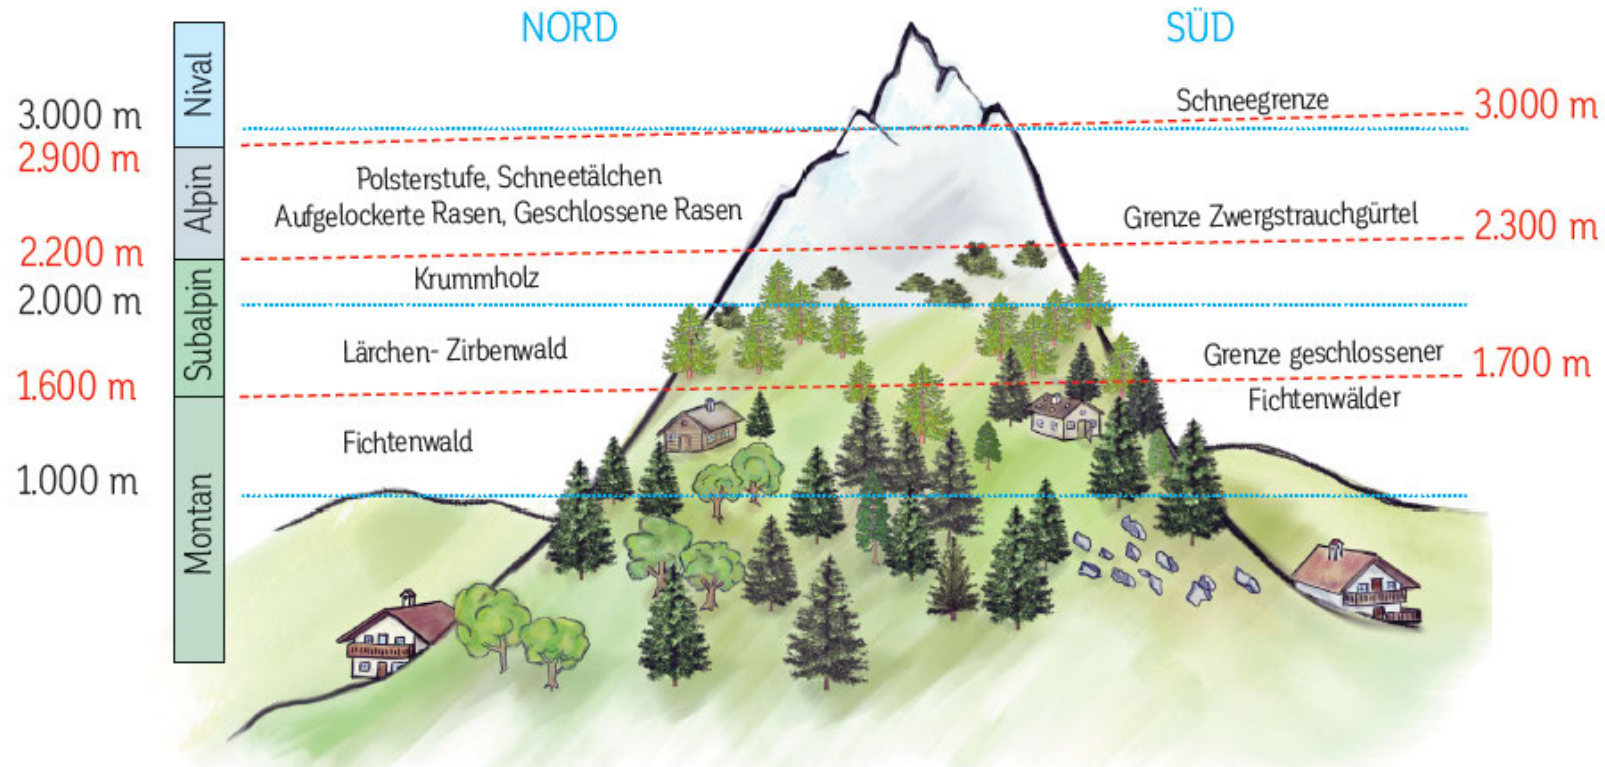 NORD
SÜD
Nival
Schneegrenze
3.000 m
3.000 m
2.900 m
Alpin
Polsterstufe, Schneetälchen
Aufgelockerte Rasen, Geschlossene Rasen
Grenze Zwergstrauchgürtel
2.300 m
2.200 m
Subalpin
Krummholz
2.000 m
Lärchen- Zirbenwald
Grenze geschlossener
Fichtenwälder
1.700 m
1.600 m
Montan
Fichtenwald
1.000 m